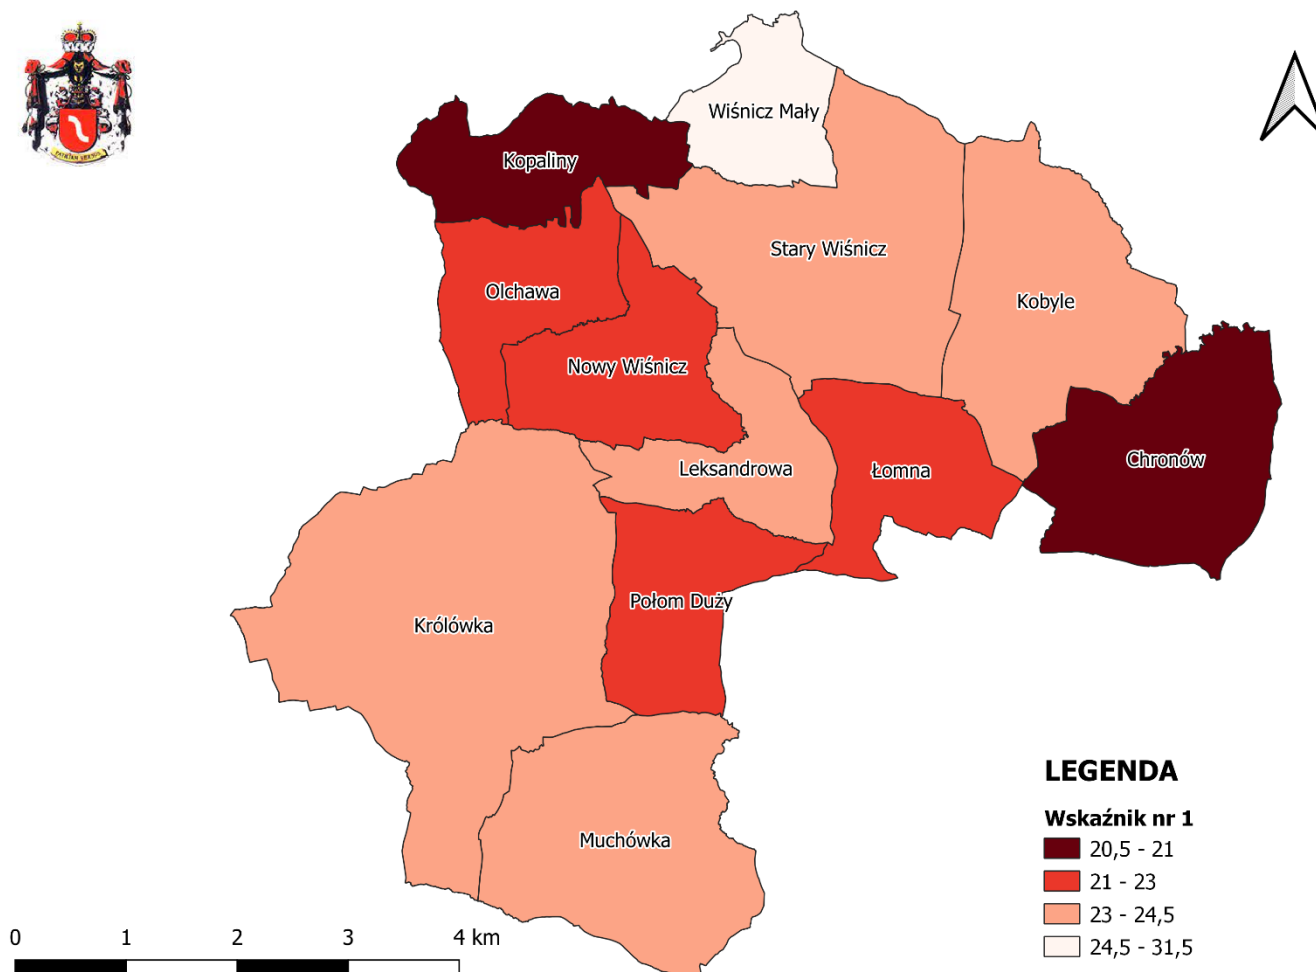 Wiśnicz Mały
Kopaliny
Stary Wiśnicz
Olchawa
Kobyle
Nowy Wiśnicz
Leksandrowa
Łomna
Chronów
Połom Duży
Królówka
Muchówka
LEGENDA
Wskaźnik nr 1
20,5 - 21
21 - 23
23 - 24,5
24,5 - 31,5
0 1 2 3 4 km